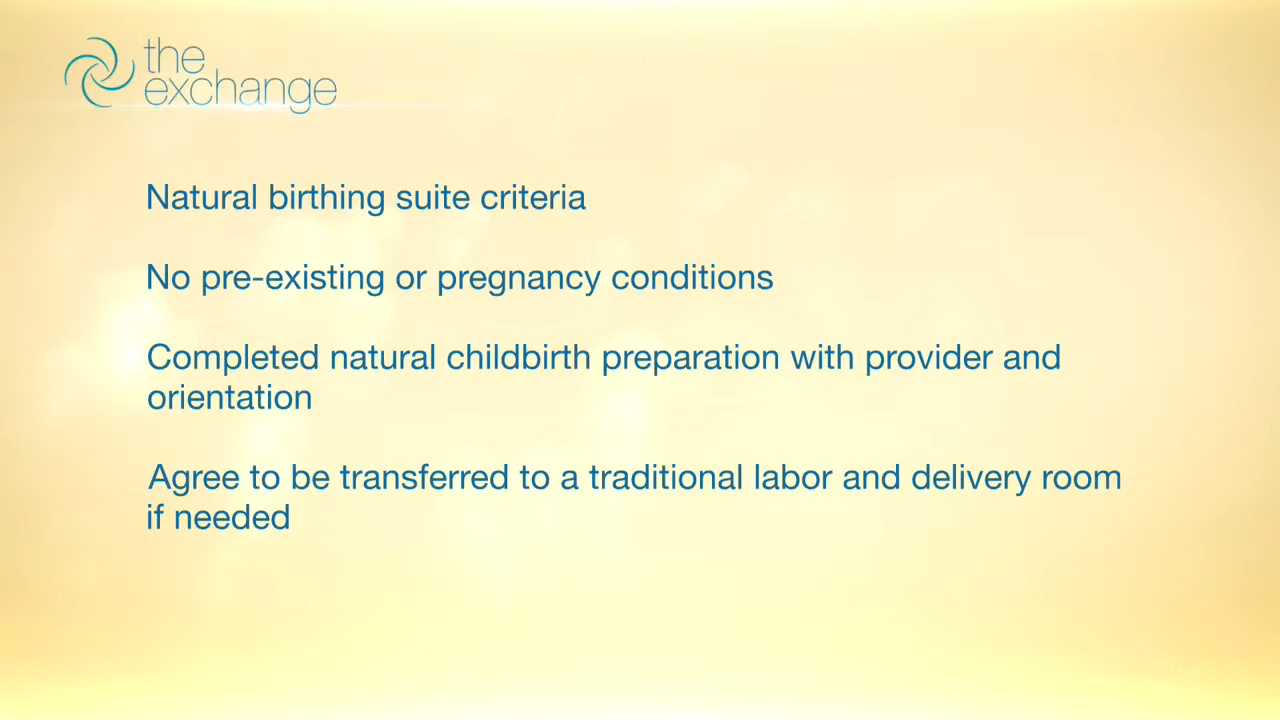 the
exchange
Natural birthing suite criteria
No pre-existing or pregnancy conditions
Completed natural childbirth preparation with provider and
orientation
Agree to be transferred to a traditional labor and delivery room
if needed